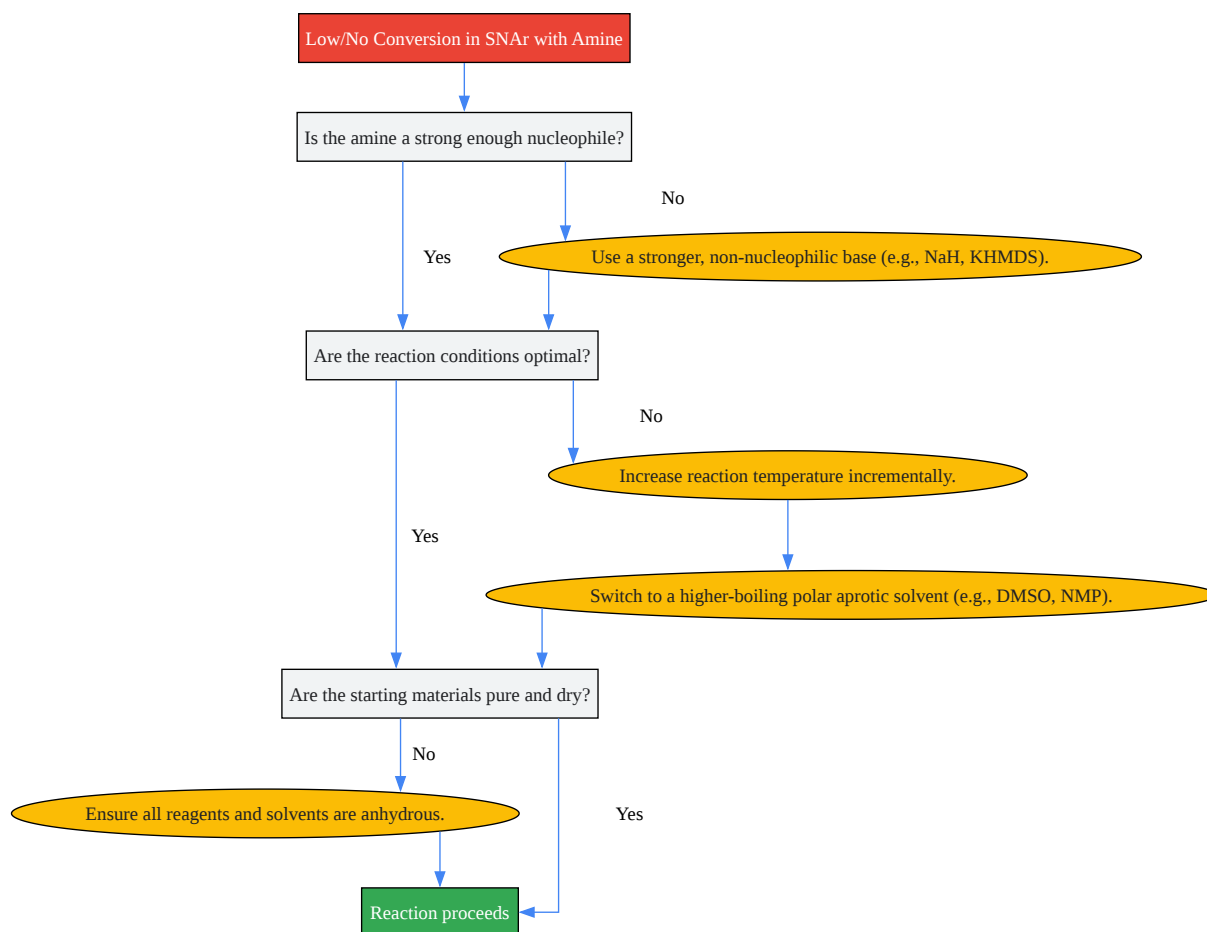 Low/No Conversion in SNAr with Amine
Is the amine a strong enough nucleophile?
No
Yes
Use a stronger, non-nucleophilic base (e.g., NaH, KHMDS).
Are the reaction conditions optimal?
No
Increase reaction temperature incrementally.
Yes
Switch to a higher-boiling polar aprotic solvent (e.g., DMSO, NMP).
Are the starting materials pure and dry?
No
Ensure all reagents and solvents are anhydrous.
Yes
Reaction proceeds